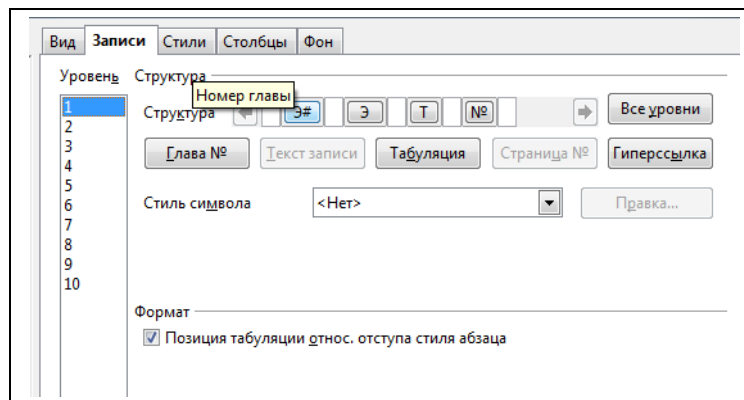 Вид Записи Стили Столбцы Фон
Уровень Структура
Номер главы
1 Структура Э# Э Т № Все уровни
2
3 Глава № Текст записи Табуляция Страница № Гиперссылка
4
5
6 Стиль символа <Нет> Правка...
7
8
9
10
Формат
Позиция табуляции относ. отступа стиля абзаца